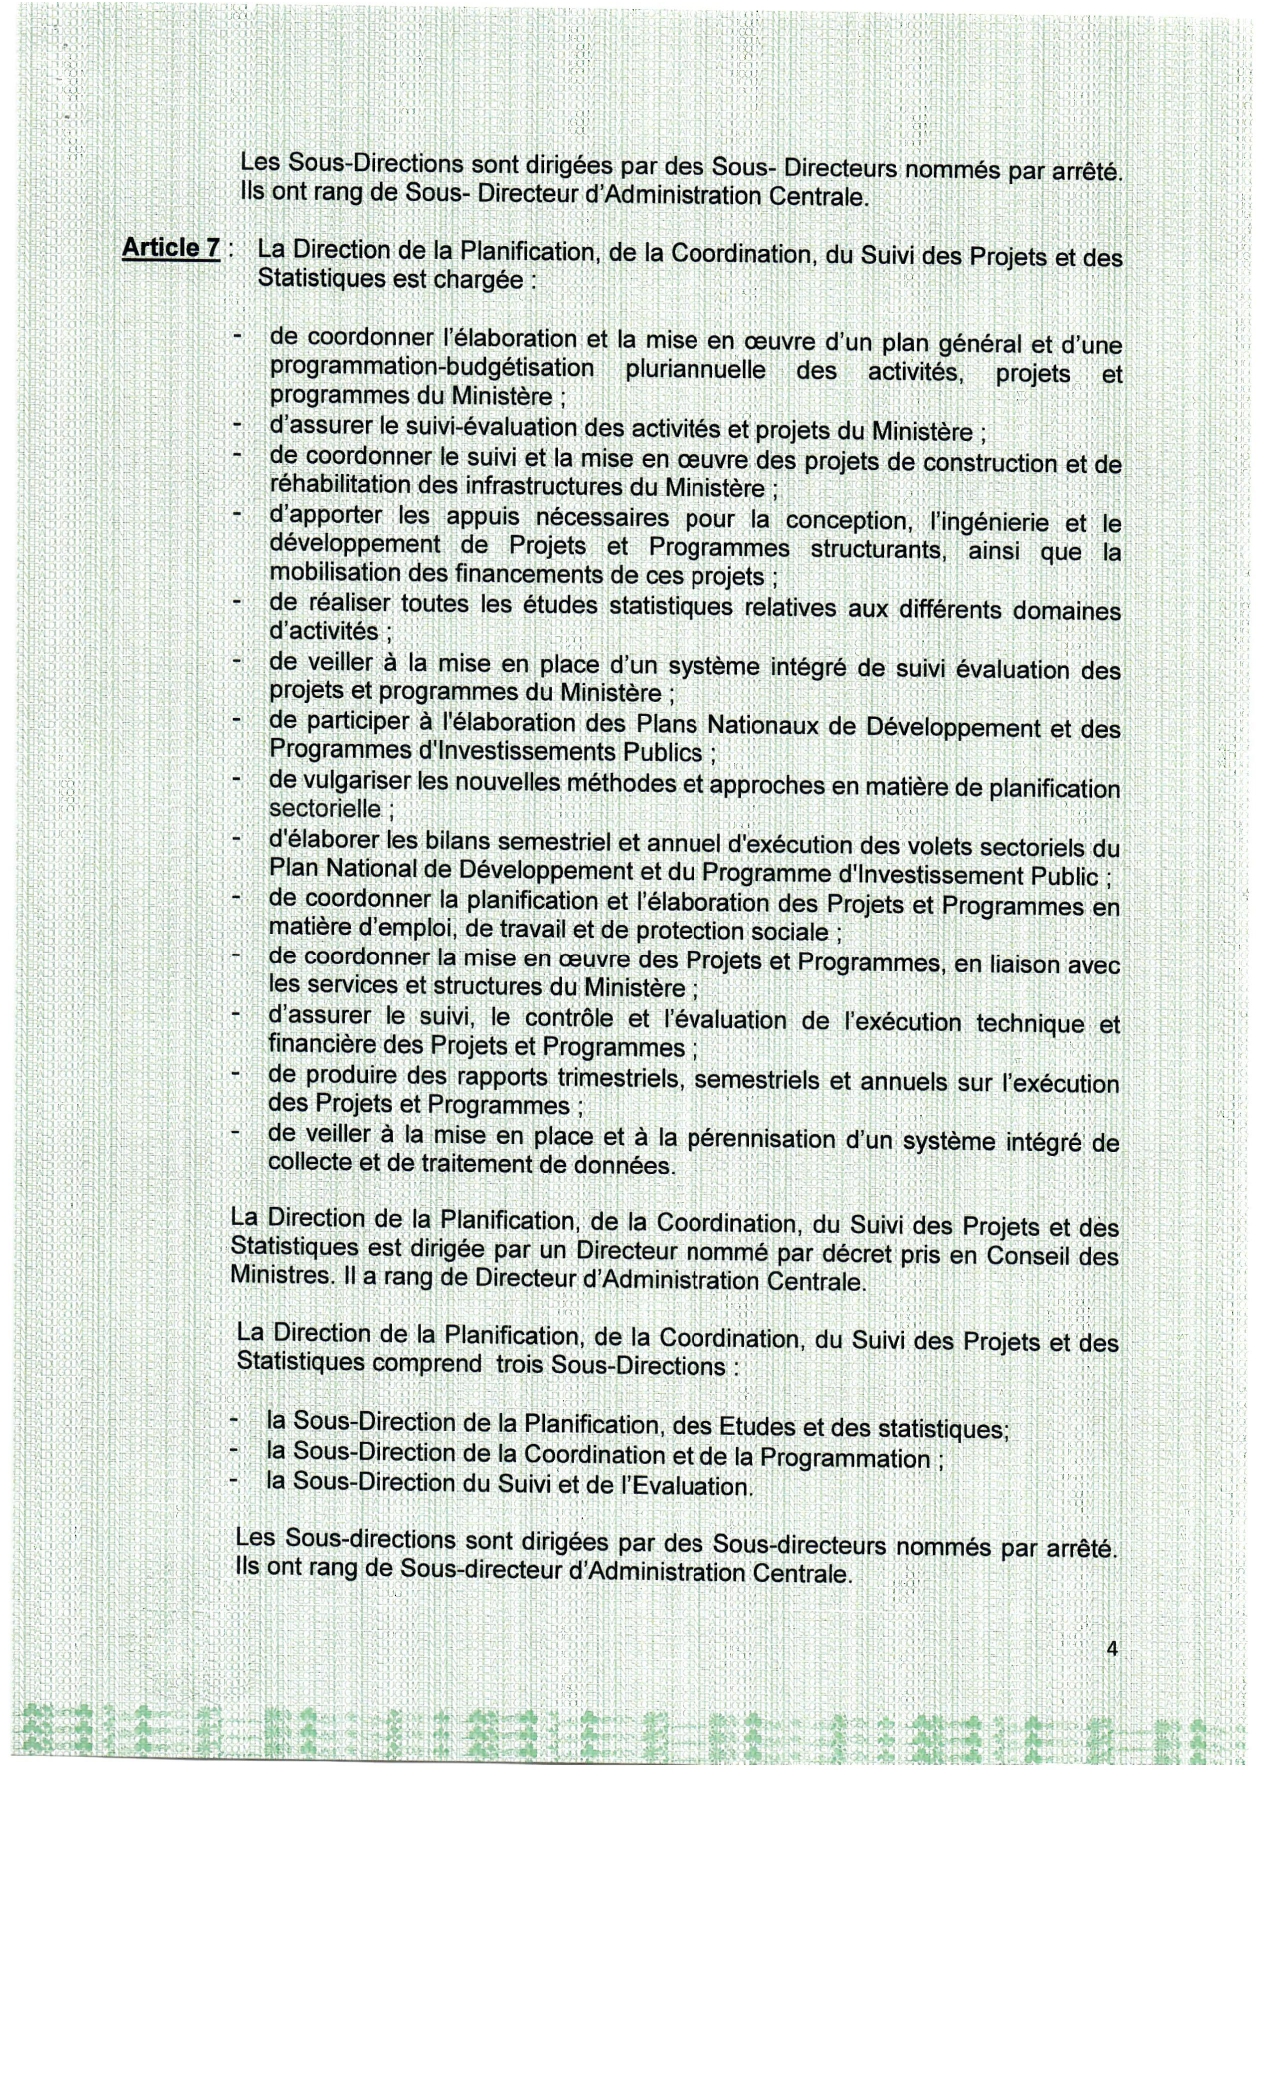 Les Sous-Directions sont dirigées par des Sous- Directeurs nommés par arrêté.
Ils ont rang de Sous- Directeur d'Administration Centrale.
Article 7 : La Direction de la Planification, de la Coordination, du Suivi des Projets et des
Statistiques est chargée :
- de coordonner l'élaboration et la mise en œuvre d'un plan général et d'une
programmation-budgétisation pluriannuelle des activités, projets et
programmes du Ministère ;
- d'assurer le suivi-évaluation des activités et projets du Ministère ;
- de coordonner le suivi et la mise en œuvre des projets de construction et de
réhabilitation des infrastructures du Ministère ;
- d'apporter les appuis nécessaires pour la conception, l'ingénierie et le
développement de Projets et Programmes structurants, ainsi que la
mobilisation des financements de ces projets ;
- de réaliser toutes les études statistiques relatives aux différents domaines
d'activités ;
- de veiller à la mise en place d'un système intégré de suivi évaluation des
projets et programmes du Ministère ;
- de participer à l'élaboration des Plans Nationaux de Développement et des
Programmes d'Investissements Publics ;
- de vulgariser les nouvelles méthodes et approches en matière de planification
sectorielle ;
- d'élaborer les bilans semestriel et annuel d'exécution des volets sectoriels du
Plan National de Développement et du Programme d'Investissement Public ;
- de coordonner la planification et l'élaboration des Projets et Programmes en
matière d'emploi, de travail et de protection sociale ;
- de coordonner la mise en œuvre des Projets et Programmes, en liaison avec
les services et structures du Ministère ;
- d'assurer le suivi, le contrôle et l'évaluation de l'exécution technique et
financière des Projets et Programmes ;
- de produire des rapports trimestriels, semestriels et annuels sur l'exécution
des Projets et Programmes ;
- de veiller à la mise en place et à la pérennisation d'un système intégré de
collecte et de traitement de données.
La Direction de la Planification, de la Coordination, du Suivi des Projets et des
Statistiques est dirigée par un Directeur nommé par décret pris en Conseil des
Ministres. Il a rang de Directeur d'Administration Centrale.
La Direction de la Planification, de la Coordination, du Suivi des Projets et des
Statistiques comprend trois Sous-Directions :
- la Sous-Direction de la Planification, des Etudes et des statistiques;
- la Sous-Direction de la Coordination et de la Programmation ;
- la Sous-Direction du Suivi et de l'Evaluation.
Les Sous-directions sont dirigées par des Sous-directeurs nommés par arrêté.
Ils ont rang de Sous-directeur d'Administration Centrale.
4